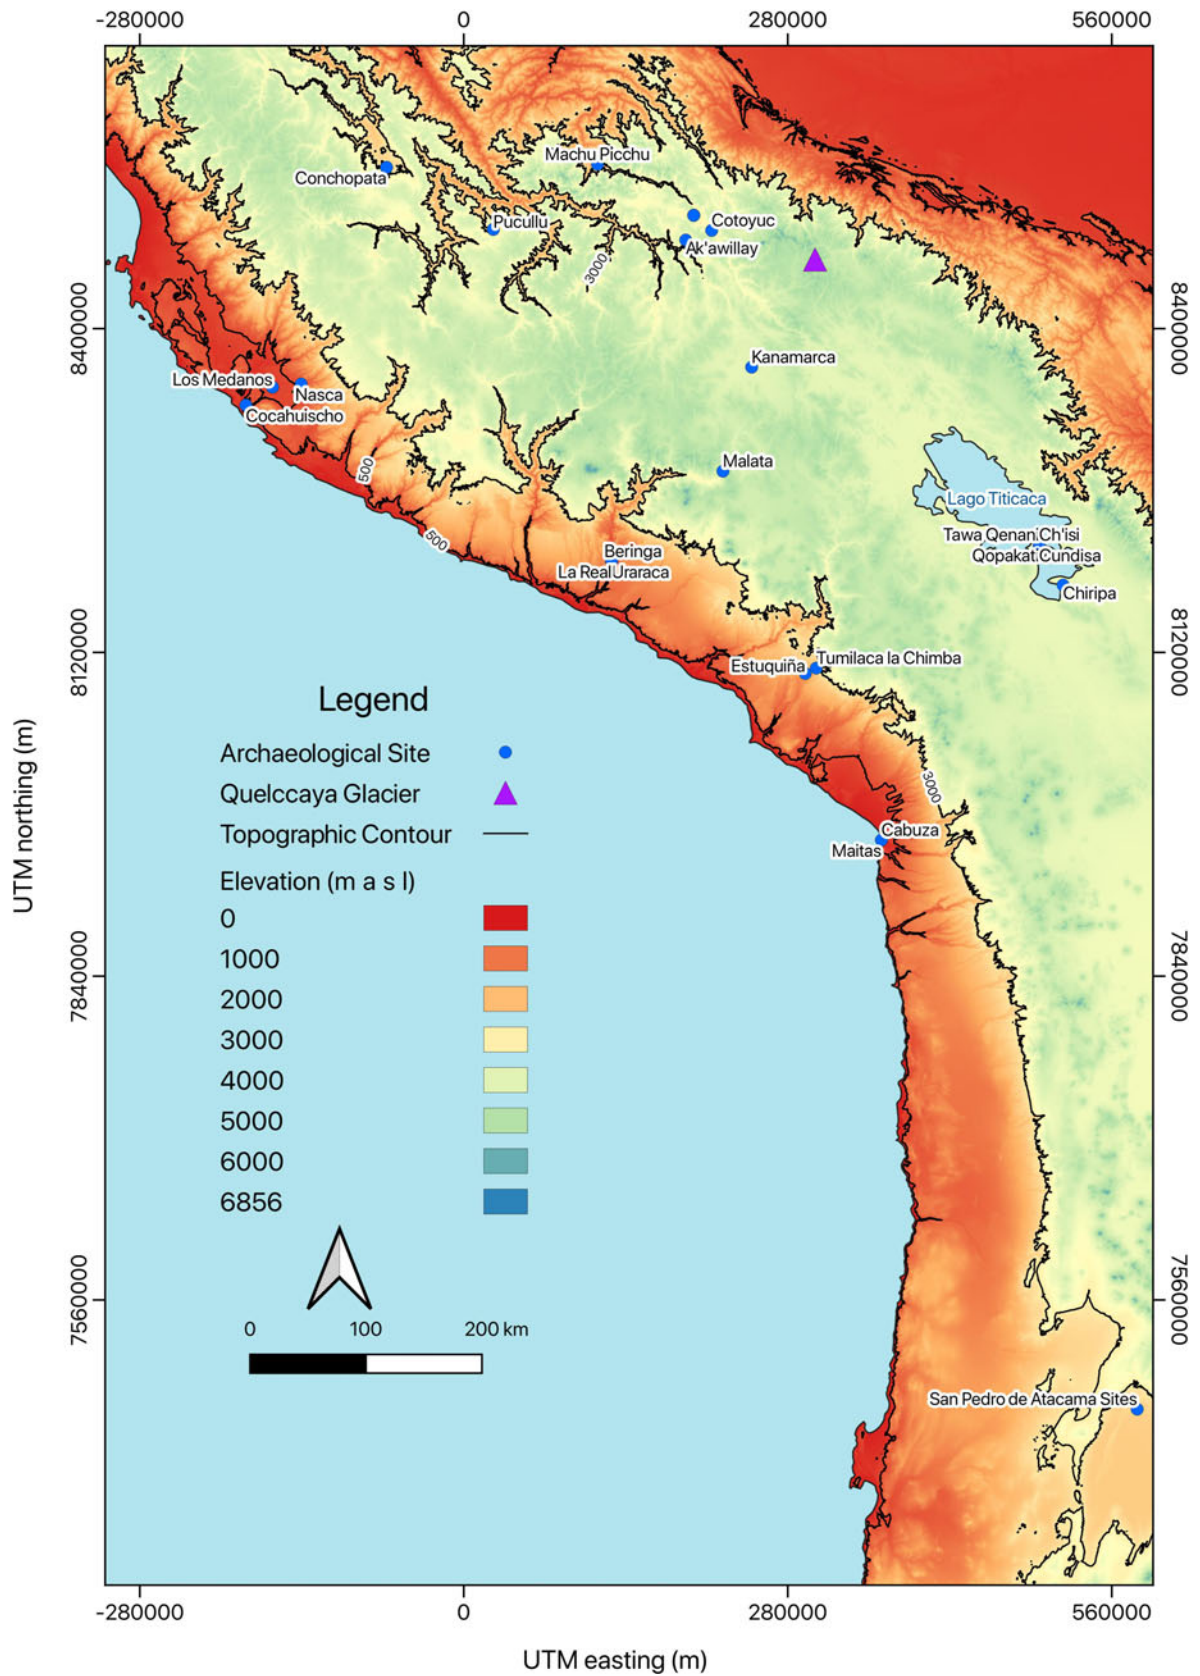 -280000
0
280000
560000
Machu Picchu
Conchopata
Pucullu
Cotoyuc
Ak'awillay
3000
8400000
8400000
Kanamarca
Los Medanos
Nasca
Cocahuischo
500
Malata
Lago Titicaca
500
Tawa Qenani
Ch'isi
Beringa
Qopakati
Cundisa
La Real
Uraraca
Chiripa
8120000
8120000
Tumilaca la Chimba
Estuquiña
Legend
Archaeological Site
Quelccaya Glacier
3000
Topographic Contour
Cabuza
Maitas
UTM northing (m)
Elevation (m a s l)
0
1000
7840000
7840000
2000
3000
4000
5000
6000
6856
7560000
7560000
0
100
200 km
San Pedro de Atacama Sites
-280000
0
280000
560000
UTM easting (m)